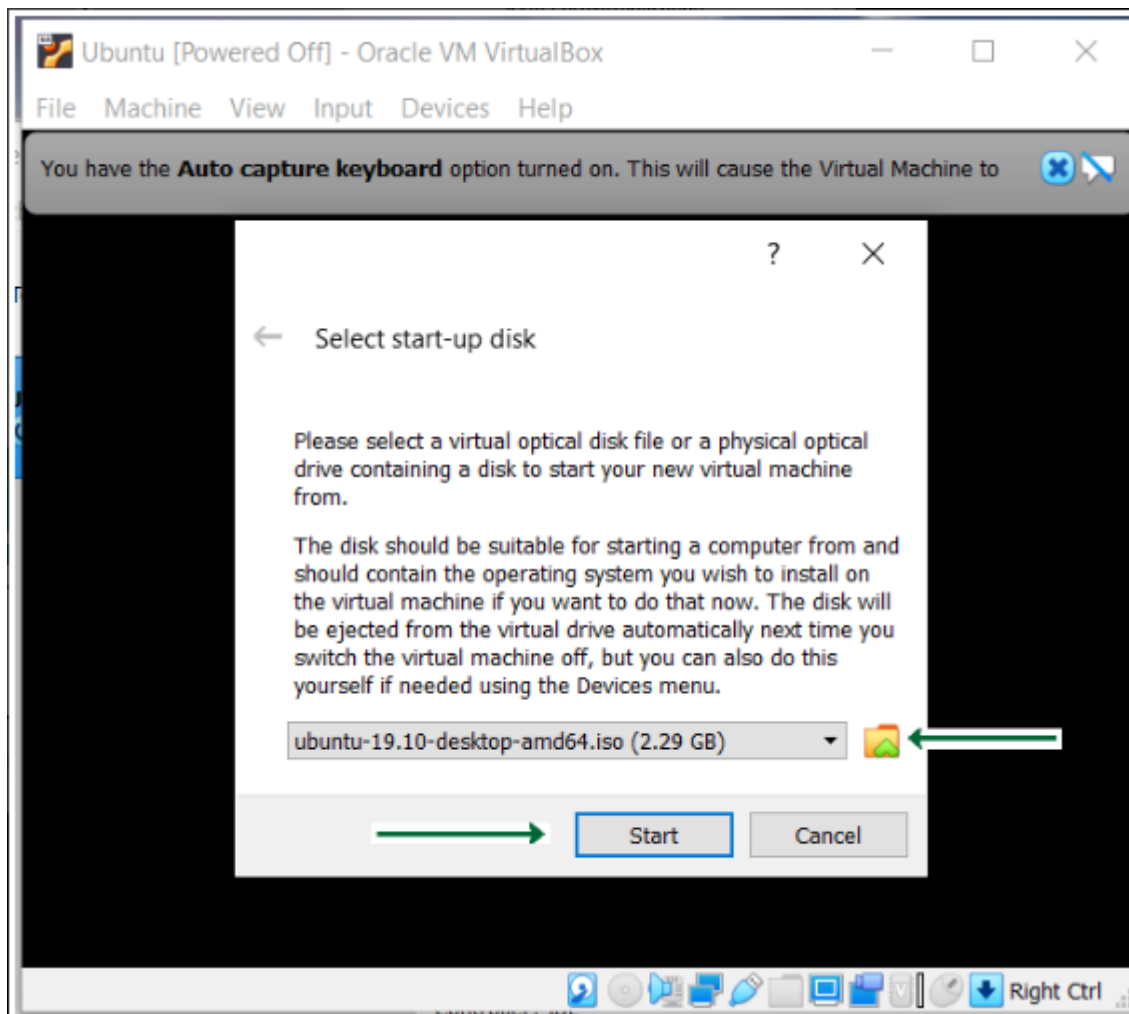 Ubuntu [Powered Off] - Oracle VM VirtualBox
File Machine View Input Devices Help
You have the Auto capture keyboard option turned on. This will cause the Virtual Machine to
?
Select start-up disk
Please select a virtual optical disk file or a physical optical
drive containing a disk to start your new virtual machine
from.
The disk should be suitable for starting a computer from and
should contain the operating system you wish to install on
the virtual machine if you want to do that now. The disk will
be ejected from the virtual drive automatically next time you
switch the virtual machine off, but you can also do this
yourself if needed using the Devices menu.
ubuntu-19.10-desktop-amd64.iso (2.29 GB)
Start Cancel
Right Ctrl